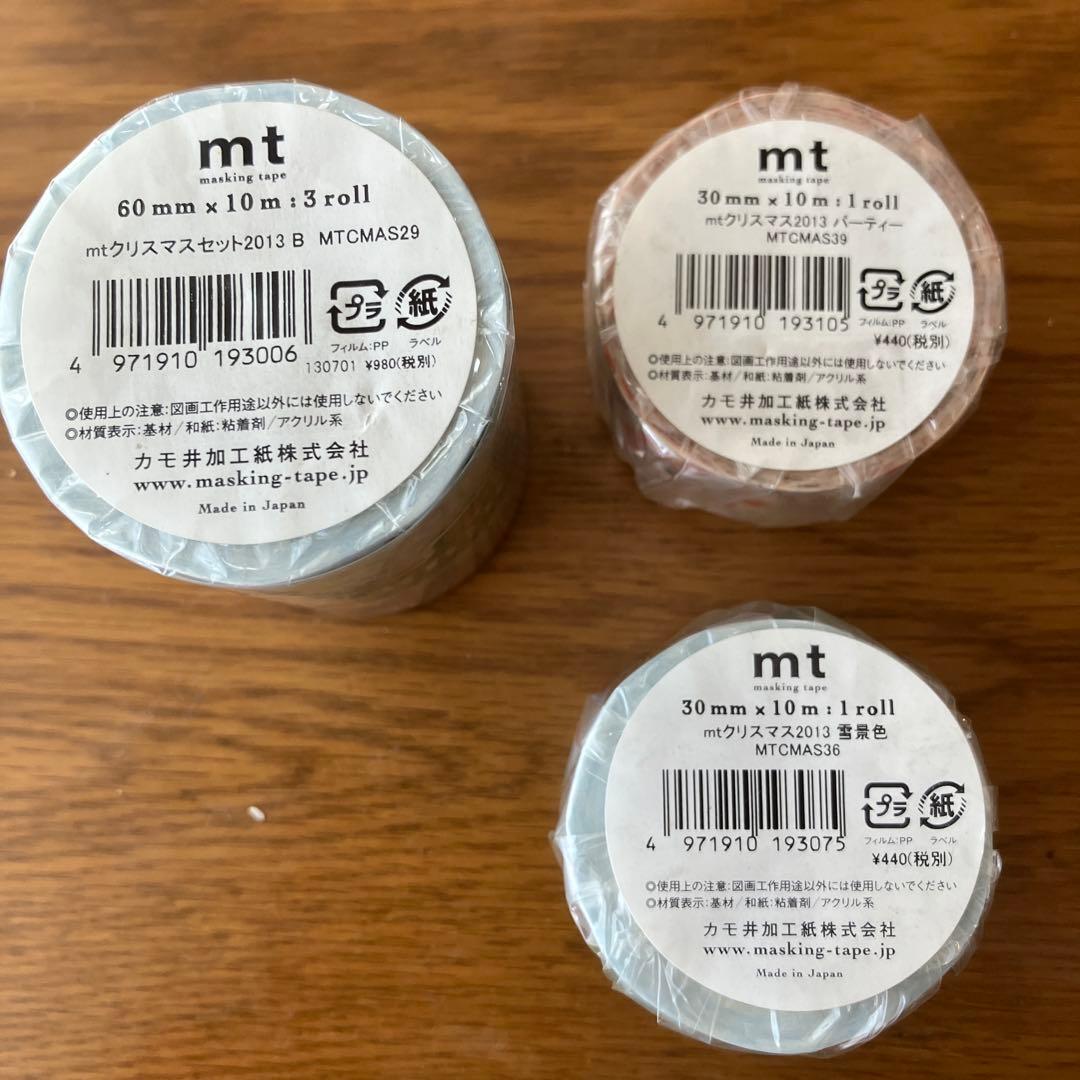 mt
masking tape
60mm × 10m : 3 roll
mtクリスマスセット2013 B MTCMAS29
プラ 紙
フィルム:PP ラベル
4 971910 193006
130701 ¥980(税別)
◎使用上の注意:図画工作用途以外には使用しないでください
◎材質表示:基材/和紙:粘着剤/アクリル系
カモ井加工紙株式会社
www.masking-tape.jp
Made in Japan
mt
masking tape
30mm × 10m : 1 roll
mtクリスマス2013 パーティー
MTCMAS39
プラ 紙
フィルム:PP ラベル
4 971910 193105
¥440(税別)
◎使用上の注意:図画工作用途以外には使用しないでください
◎材質表示:基材/和紙:粘着剤/アクリル系
カモ井加工紙株式会社
www.masking-tape.jp
Made in Japan
mt
masking tape
30mm × 10m : 1 roll
mtクリスマス2013 雪景色
MTCMAS36
プラ 紙
フィルム:PP ラベル
4 971910 193075
¥440(税別)
◎使用上の注意:図画工作用途以外には使用しないでください
◎材質表示:基材/和紙:粘着剤/アクリル系
カモ井加工紙株式会社
www.masking-tape.jp
Made in Japan